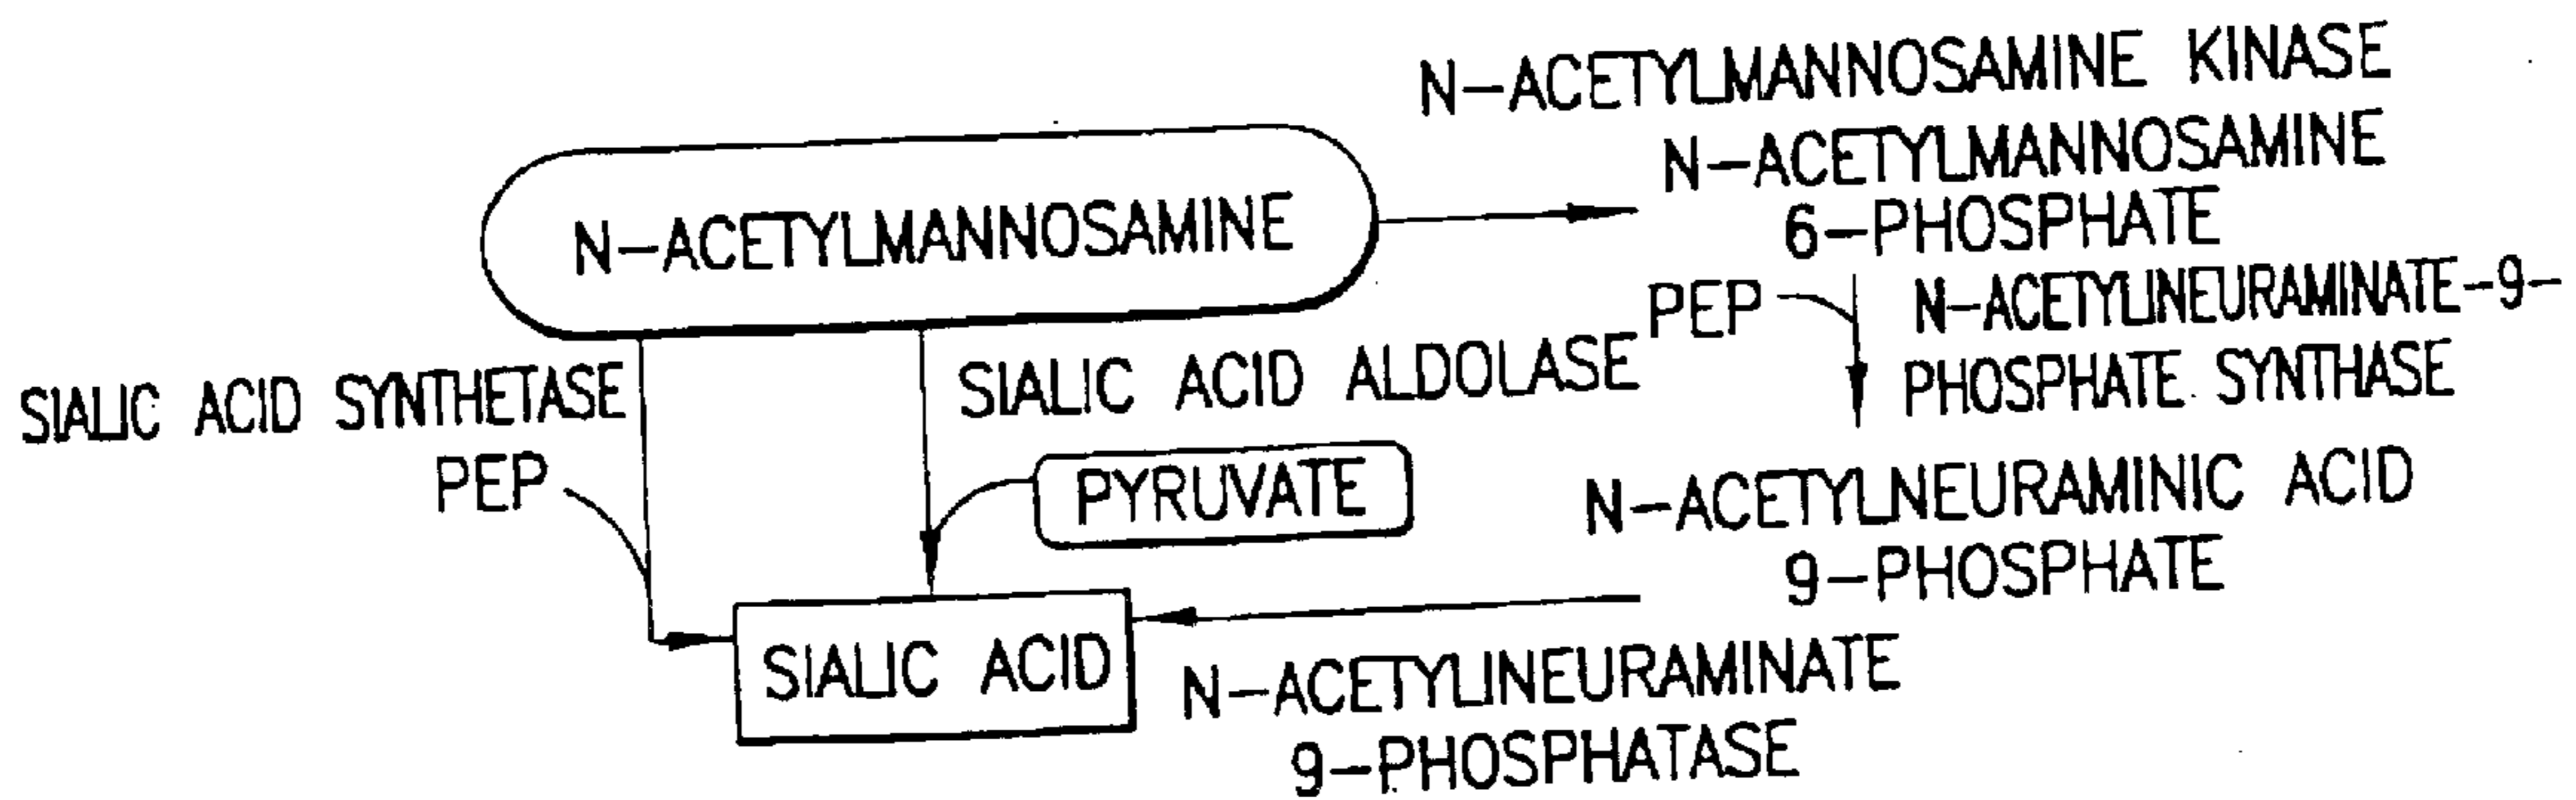 N-ACETYLMANNOSAMINE KINASE
N-ACETYLMANNOSAMINE
6-PHOSPHATE
N-ACETYLMANNOSAMINE
PEP
N-ACETYLINEURAMINATE-9-
PHOSPHATE SYNTHASE
SIALIC ACID SYNTHETASE
SIALIC ACID ALDOLASE
PEP
PYRUVATE
N-ACETYLNEURAMINIC ACID
9-PHOSPHATE
SIALIC ACID
N-ACETYLINEURAMINATE
9-PHOSPHATASE